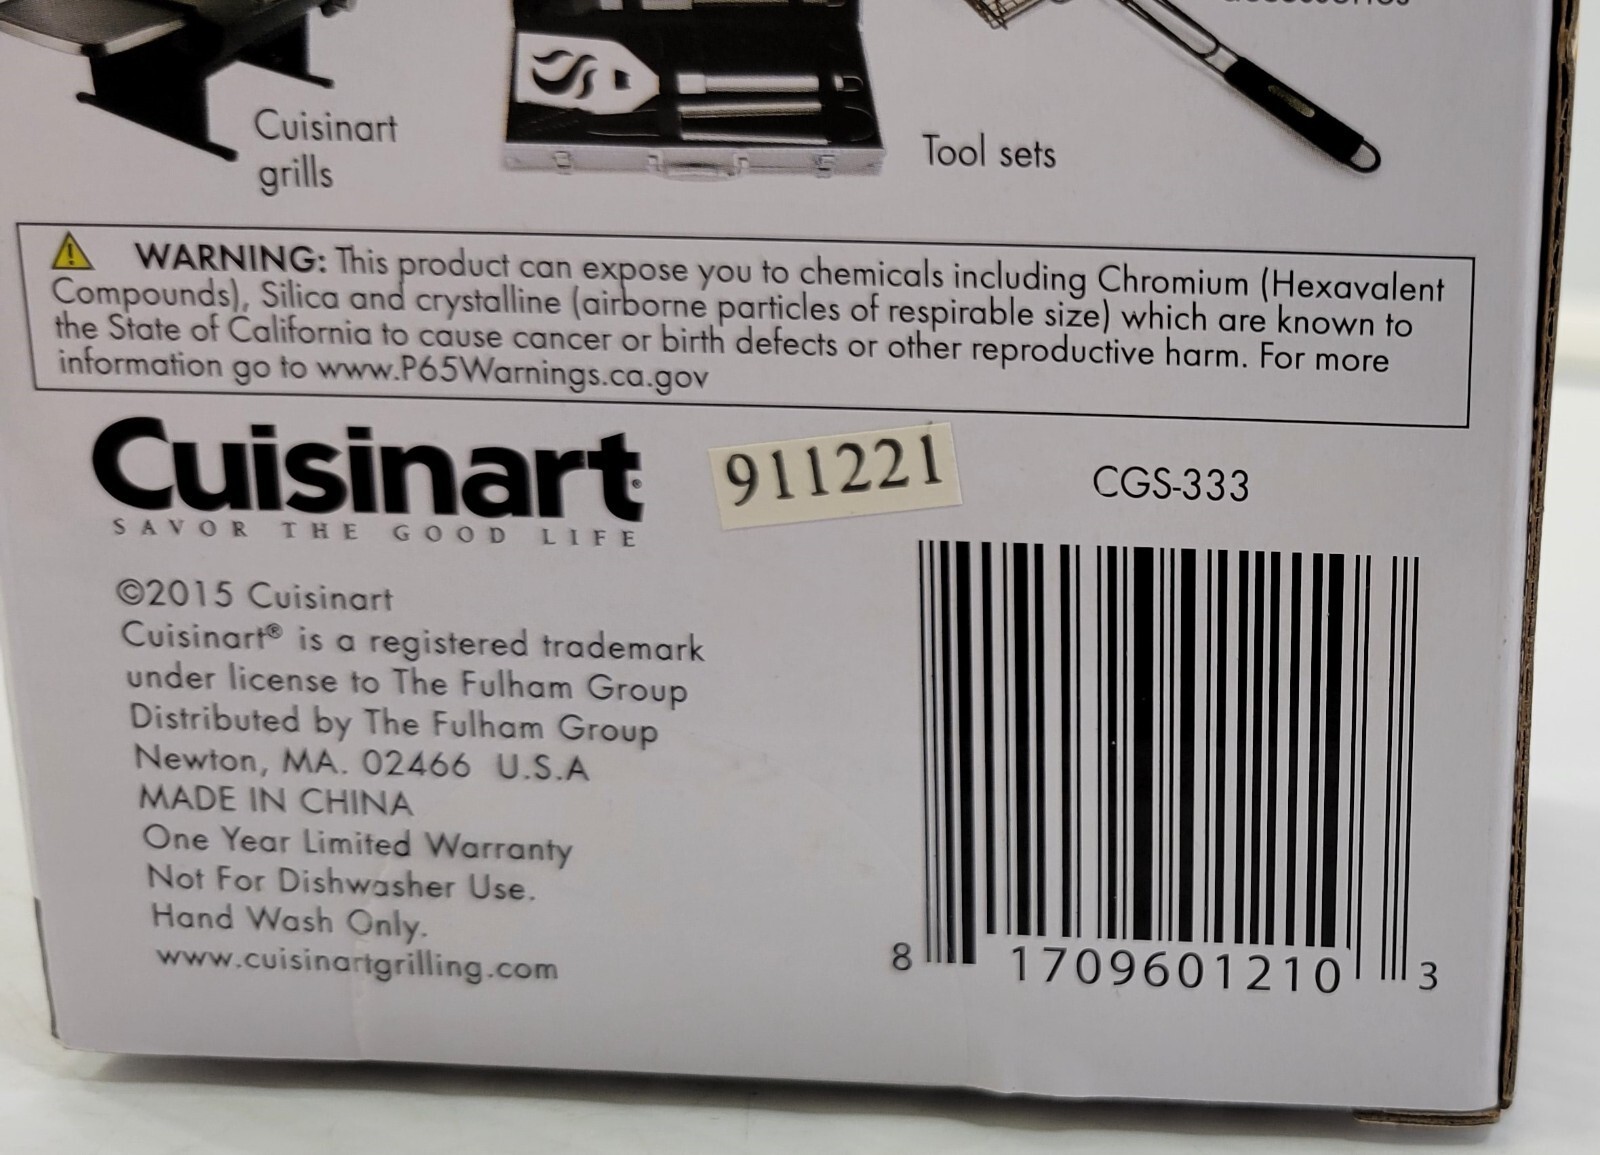 Cuisinart
grills
Tool sets
WARNING: This product can expose you to chemicals including Chromium (Hexavalent
Compounds), Silica and crystalline (airborne particles of respirable size) which are known to
the State of California to cause cancer or birth defects or other reproductive harm. For more
information go to www.P65Warnings.ca.gov
Cuisinart
SAVOR THE GOOD LIFE
911221
CGS-333
©2015 Cuisinart
Cuisinart® is a registered trademark
under license to The Fulham Group
Distributed by The Fulham Group
Newton, MA. 02466 U.S.A
MADE IN CHINA
One Year Limited Warranty
Not For Dishwasher Use.
Hand Wash Only.
www.cuisinartgrilling.com
8 1709601210 3